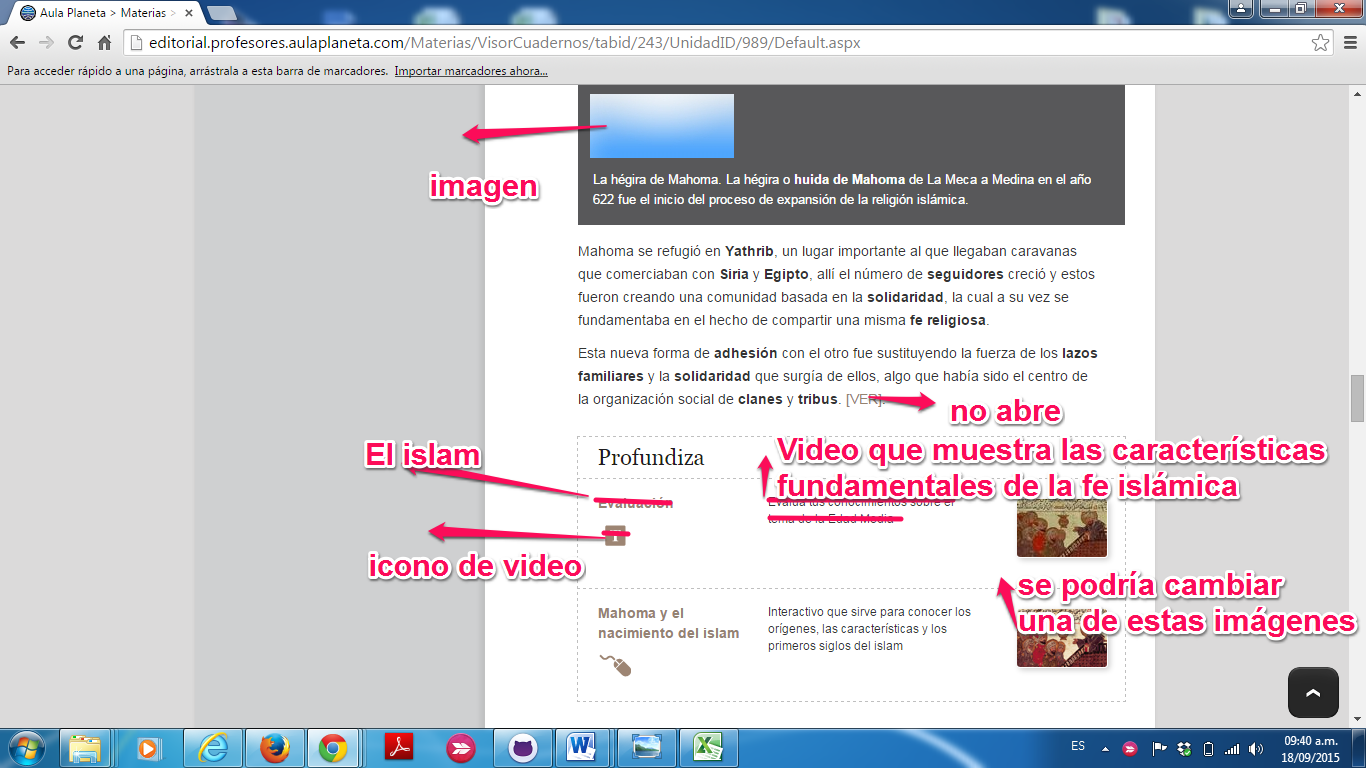 Aula Planeta > Materias >
editorial.profesores.aulaplaneta.com/Materias/VisorCuadernos/tabid/243/UnidadID/989/Default.aspx
Para acceder rápido a una página, arrástrala a esta barra de marcadores. Importar marcadores ahora...
imagen
La hégira de Mahoma. La hégira o huida de Mahoma de La Meca a Medina en el año
622 fue el inicio del proceso de expansión de la religión islámica.
Mahoma se refugió en Yathrib, un lugar importante al que llegaban caravanas
que comerciaban con Siria y Egipto, allí el número de seguidores creció y estos
fueron creando una comunidad basada en la solidaridad, la cual a su vez se
fundamentaba en el hecho de compartir una misma fe religiosa.
Esta nueva forma de adhesión con el otro fue sustituyendo la fuerza de los lazos
familiares y la solidaridad que surgía de ellos, algo que había sido el centro de
la organización social de clanes y tribus. [VER].
no abre
El islam
Profundiza
Video que muestra las características
fundamentales de la fe islámica
Evaluación
Evalúa tus conocimientos sobre el
tema de la Edad Media
icono de video
se podría cambiar
una de estas imágenes
Mahoma y el
nacimiento del islam
Interactivo que sirve para conocer los
orígenes, las características y los
primeros siglos del islam
ES
09:40 a.m.
18/09/2015